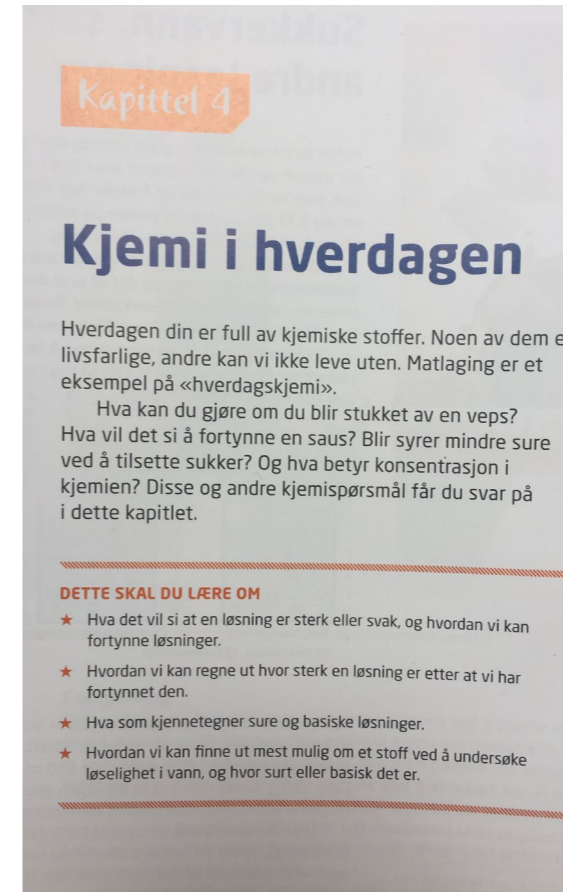 Kapittel 4
Kjemi i hverdagen
Hverdagen din er full av kjemiske stoffer. Noen av dem e
livsfarlige, andre kan vi ikke leve uten. Matlaging er et
eksempel på «hverdagskjemi».
Hva kan du gjøre om du blir stukket av en veps?
Hva vil det si å fortynne en saus? Blir syrer mindre sure
ved å tilsette sukker? Og hva betyr konsentrasjon i
kjemien? Disse og andre kjemispørsmål får du svar på
i dette kapitlet.
DETTE SKAL DU LÆRE OM
★ Hva det vil si at en løsning er sterk eller svak, og hvordan vi kan
fortynne løsninger.
★ Hvordan vi kan regne ut hvor sterk en løsning er etter at vi har
fortynnet den.
★ Hva som kjennetegner sure og basiske løsninger.
★ Hvordan vi kan finne ut mest mulig om et stoff ved å undersøke
løselighet i vann, og hvor surt eller basisk det er.